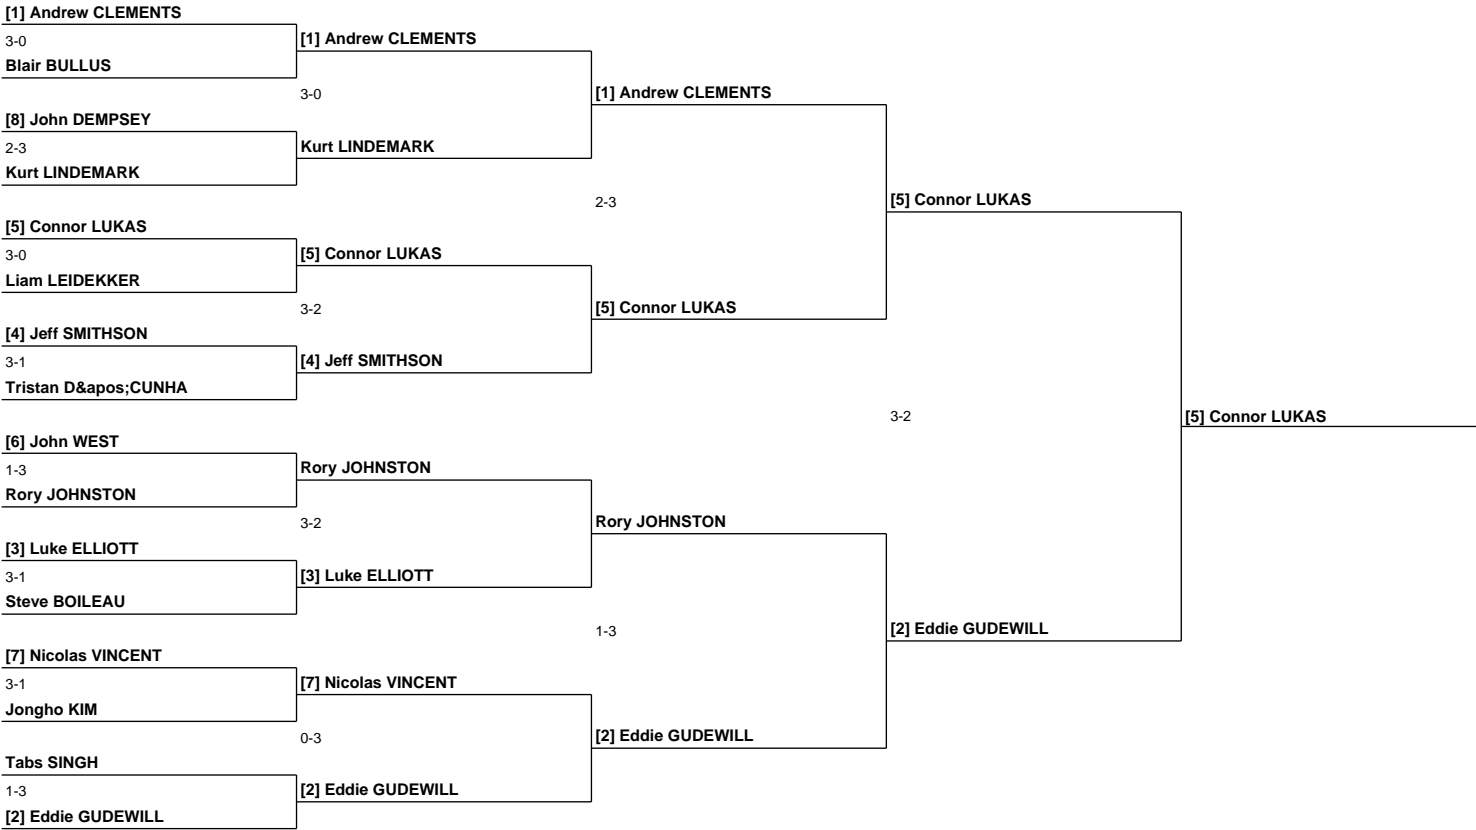 [1] Andrew CLEMENTS
3-0
Blair BULLUS
[8] John DEMPSEY
2-3
Kurt LINDEMARK
[5] Connor LUKAS
3-0
Liam LEIDEKKER
[4] Jeff SMITHSON
3-1
Tristan D&apos;CUNHA
[6] John WEST
1-3
Rory JOHNSTON
[3] Luke ELLIOTT
3-1
Steve BOILEAU
[7] Nicolas VINCENT
3-1
Jongho KIM
Tabs SINGH
1-3
[2] Eddie GUDEWILL
[1] Andrew CLEMENTS
3-0
Kurt LINDEMARK
[5] Connor LUKAS
3-2
[4] Jeff SMITHSON
Rory JOHNSTON
3-2
[3] Luke ELLIOTT
[7] Nicolas VINCENT
0-3
[2] Eddie GUDEWILL
[1] Andrew CLEMENTS
2-3
[5] Connor LUKAS
Rory JOHNSTON
1-3
[2] Eddie GUDEWILL
[5] Connor LUKAS
3-2
[2] Eddie GUDEWILL
[5] Connor LUKAS